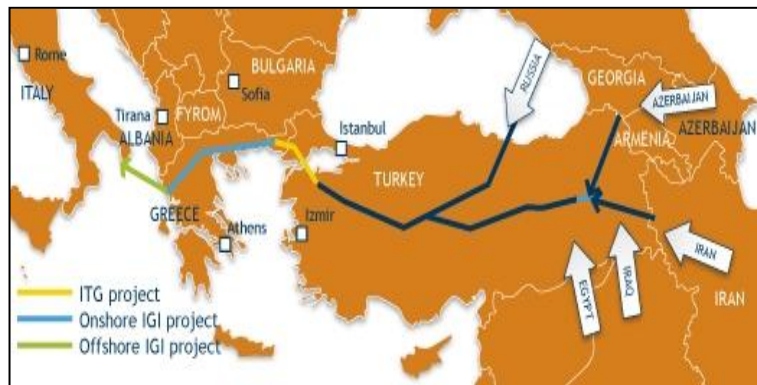 Rome
ITALY
Tirana
ALBANIA
FYROM
BULGARIA
Sofia
GREECE
Athens
Istanbul
Izmir
TURKEY
RUSSIA
GEORGIA
AZERBAIJAN
ARMENIA
AZERBAIJAN
EGYPT
IRAQ
IRAN
IRAN
ITG project
Onshore IGI project
Offshore IGI project